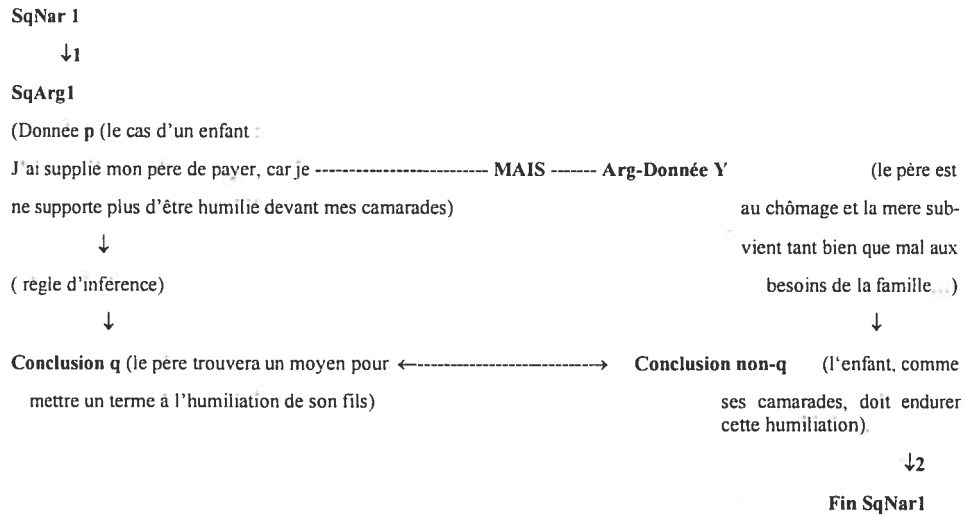 SqNar 1
↓1
SqArg1
(Donnée p (le cas d'un enfant :
J'ai supplié mon père de payer, car je ------------------------- MAIS ------- Arg-Donnée Y (le père est
ne supporte plus d'être humilié devant mes camarades) au chômage et la mere sub-
↓ vient tant bien que mal aux
( règle d'inférence) besoins de la famille...)
↓ ↓
Conclusion q (le père trouvera un moyen pour ←----------------------→ Conclusion non-q (l'enfant, comme
mettre un terme à l'humiliation de son fils) ses camarades, doit endurer
cette humiliation).
↓2
Fin SqNar1